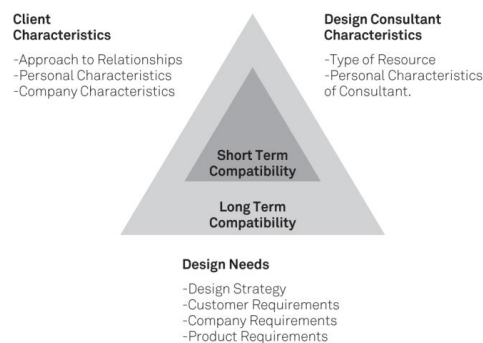 Client
Characteristics
-Approach to Relationships
-Personal Characteristics
-Company Characteristics
Design Consultant
Characteristics
-Type of Resource
-Personal Characteristics
of Consultant.
Short Term
Compatibility
Long Term
Compatibility
Design Needs
-Design Strategy
-Customer Requirements
-Company Requirements
-Product Requirements